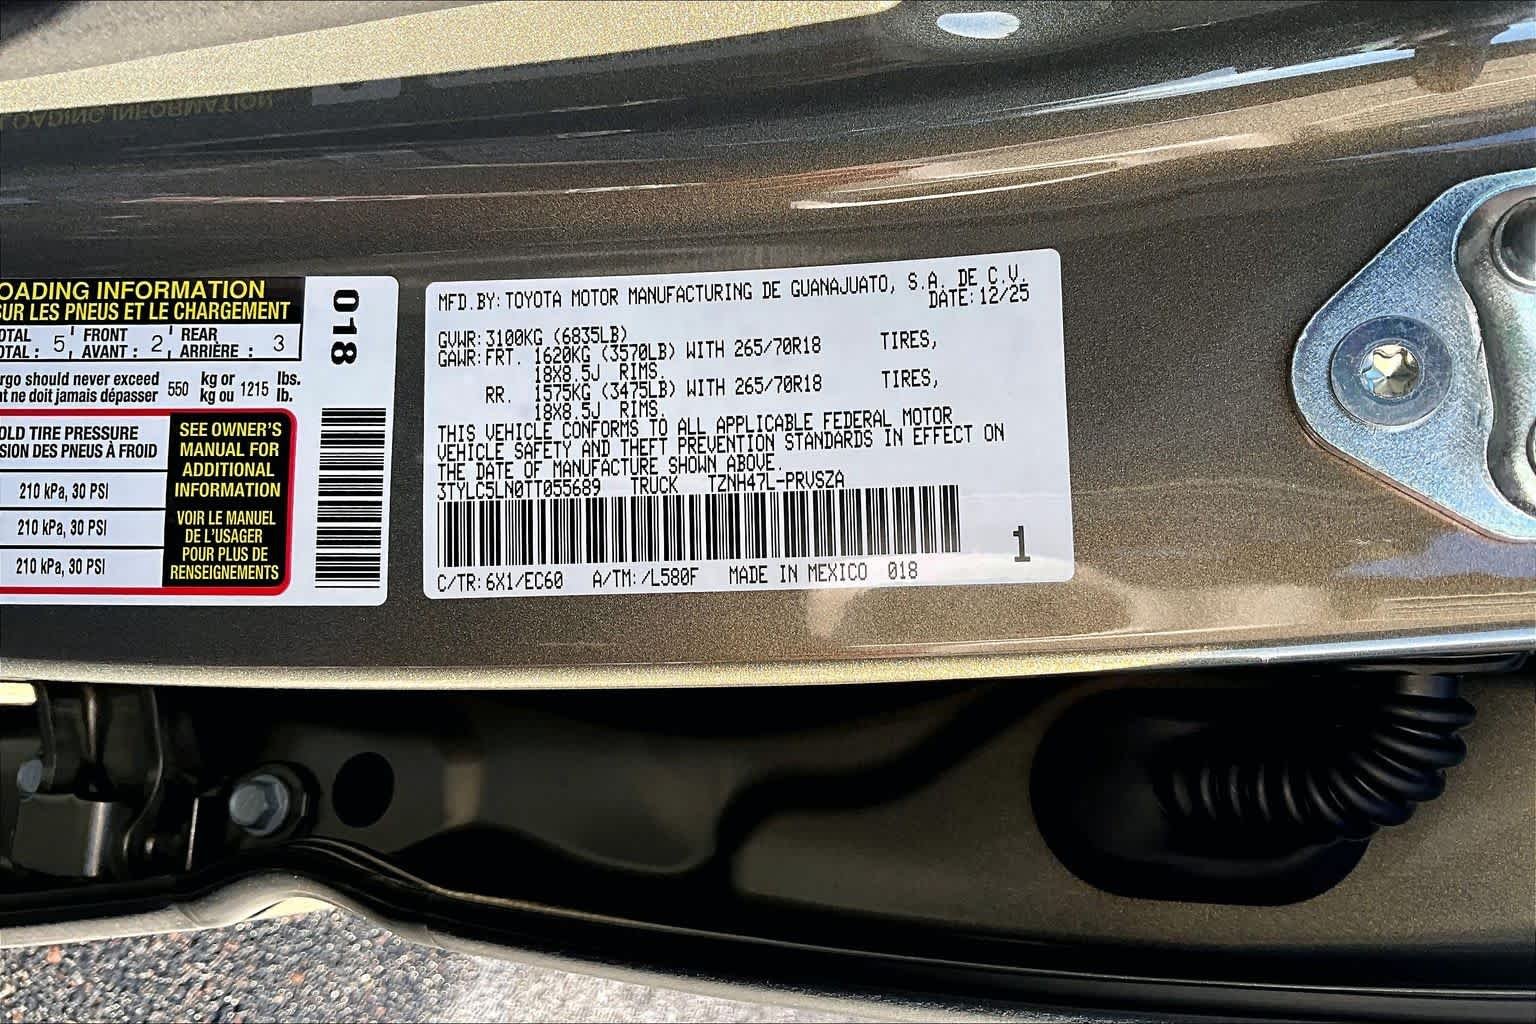 LOADING INFORMATION
OADING INFORMATION
SUR LES PNEUS ET LE CHARGEMENT
OTAL 5 FRONT 2 REAR 3
OTAL : AVANT : ARRIÈRE :
rgo should never exceed 550 kg or 1215 lbs.
t ne doit jamais dépasser kg ou lb.
OLD TIRE PRESSURE
SION DES PNEUS À FROID
210 kPa, 30 PSI
210 kPa, 30 PSI
210 kPa, 30 PSI
SEE OWNER'S
MANUAL FOR
ADDITIONAL
INFORMATION
VOIR LE MANUEL
DE L'USAGER
POUR PLUS DE
RENSEIGNEMENTS
018
MFD.BY:TOYOTA MOTOR MANUFACTURING DE GUANAJUATO, S.A. DE C.V.
DATE:12/25
GVWR:3100KG (6835LB)
GAWR:FRT. 1620KG (3570LB) WITH 265/70R18 TIRES,
18X8.5J RIMS.
RR. 1575KG (3475LB) WITH 265/70R18 TIRES,
18X8.5J RIMS.
THIS VEHICLE CONFORMS TO ALL APPLICABLE FEDERAL MOTOR
VEHICLE SAFETY AND THEFT PREVENTION STANDARDS IN EFFECT ON
THE DATE OF MANUFACTURE SHOWN ABOVE.
3TYLC5LN0TT055689 TRUCK TZNH47L-PRVSZA
1
C/TR:6X1/EC60 A/TM:/L580F MADE IN MEXICO 018